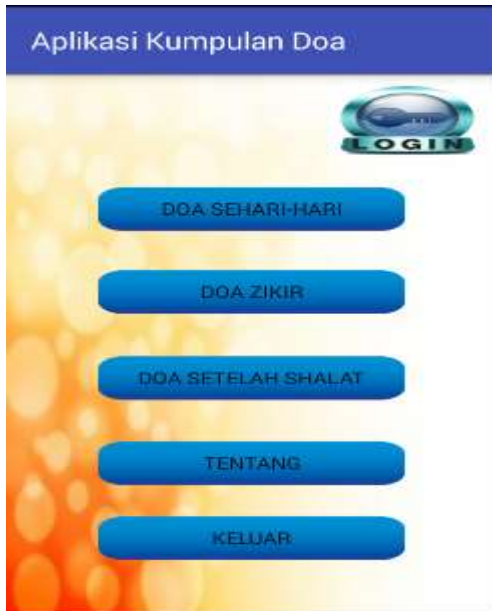 Aplikasi Kumpulan Doa
LOGIN
DOA SEHARI-HARI
DOA ZIKIR
DOA SETELAH SHALAT
TENTANG
KELUAR